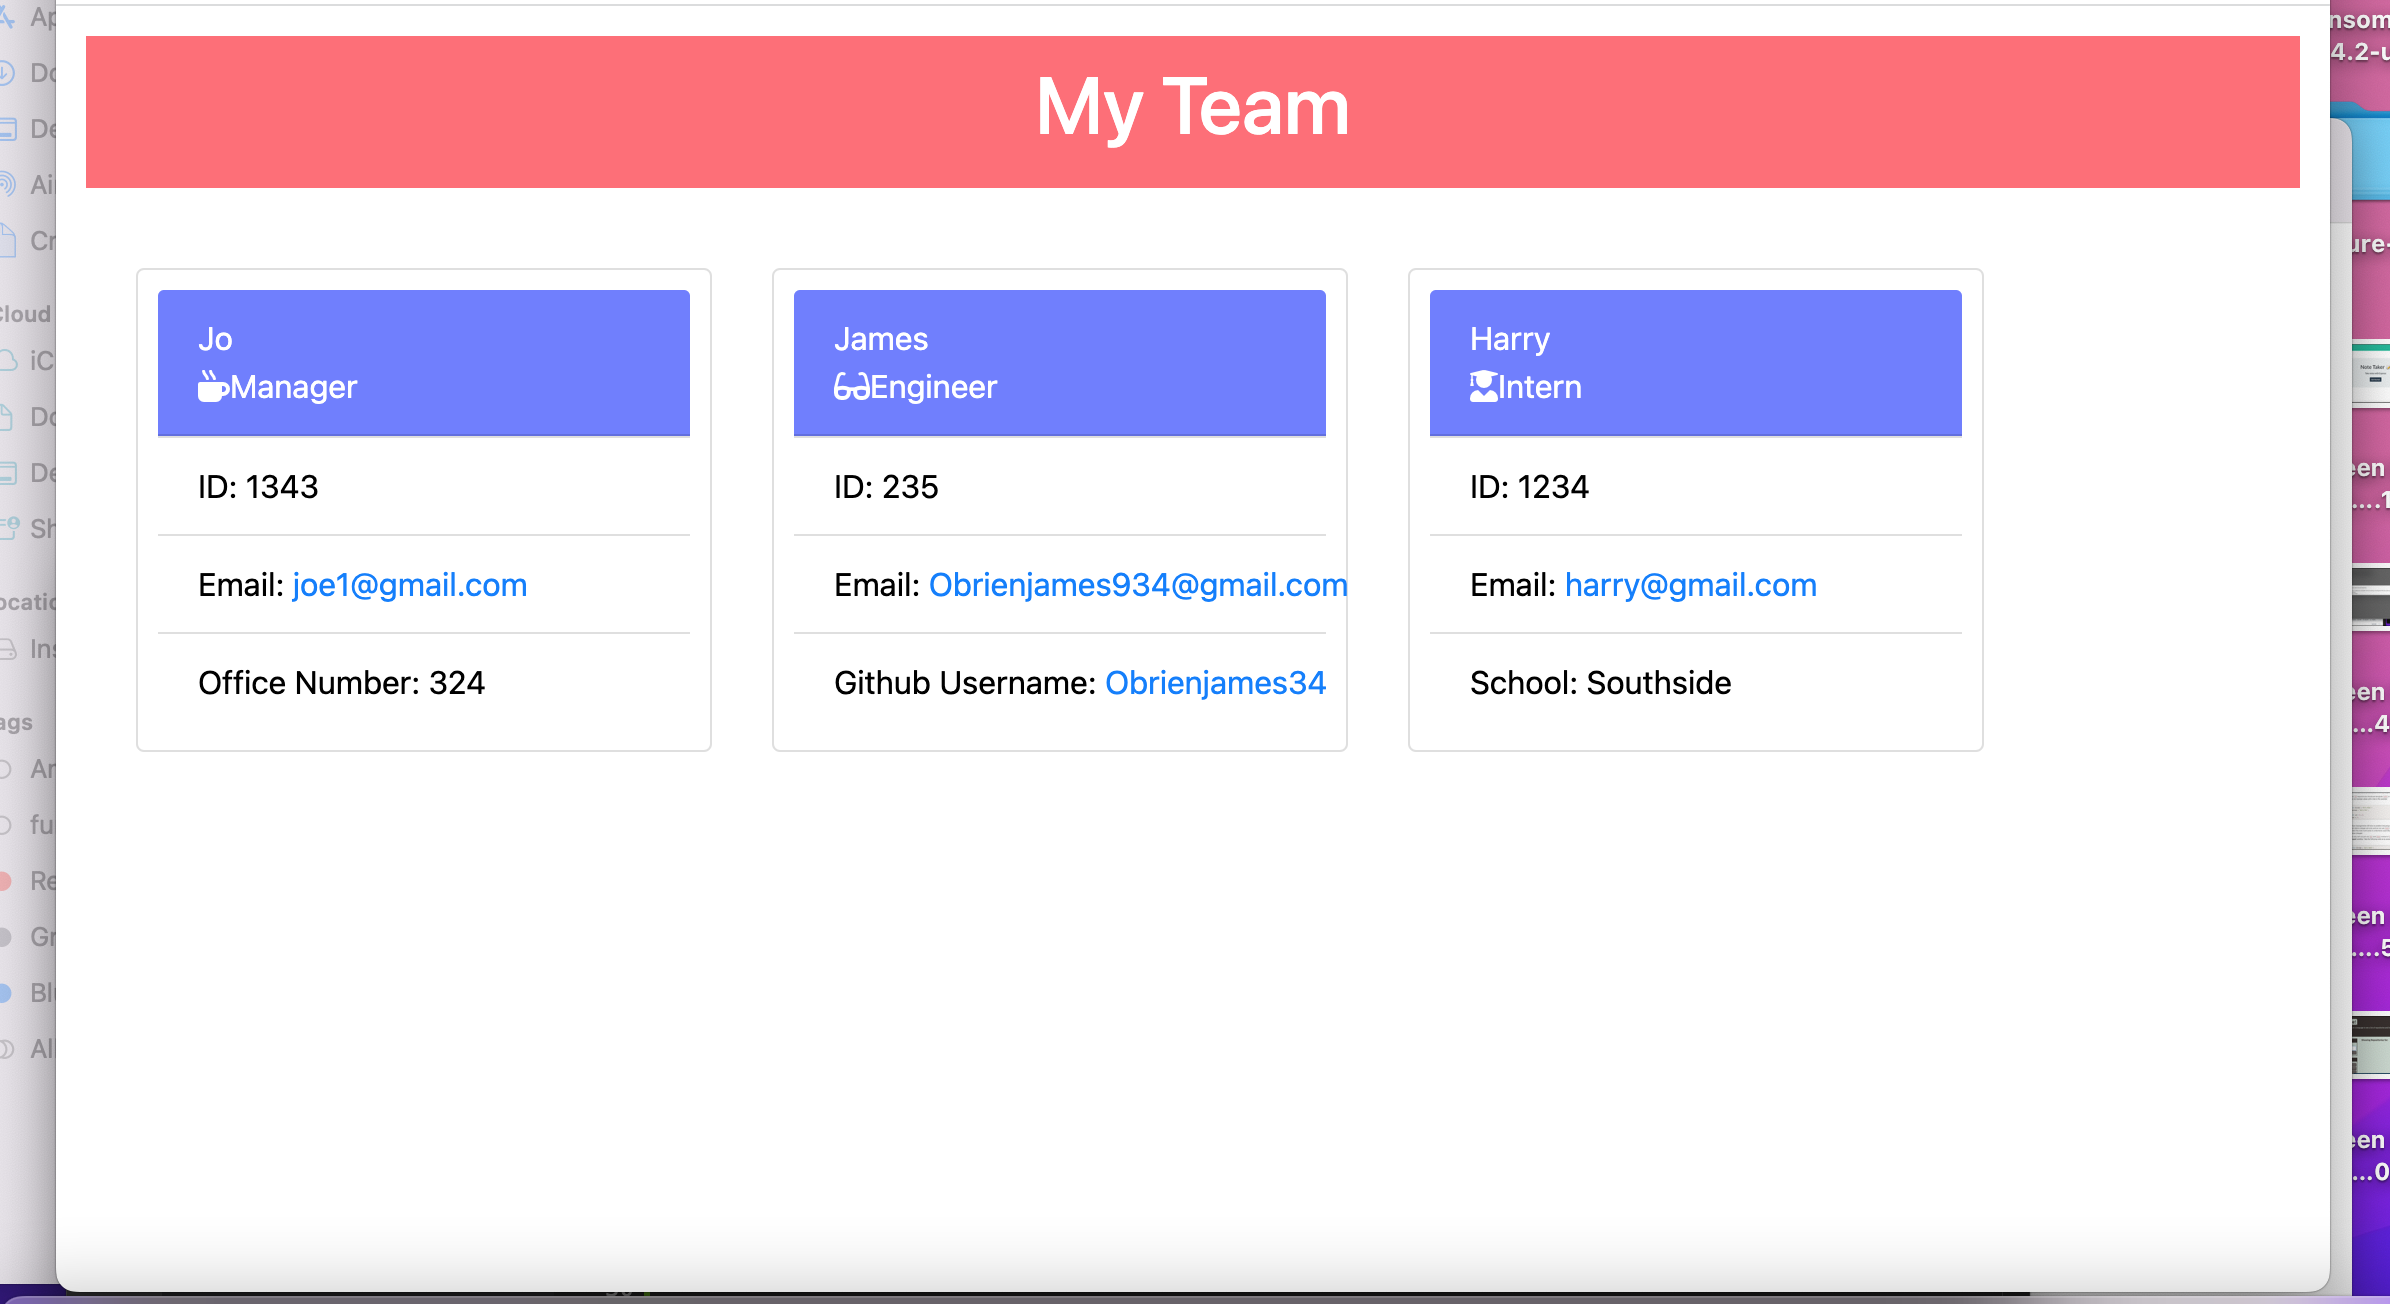 My Team
Jo
Manager
ID: 1343
Email: joe1@gmail.com
Office Number: 324
James
Engineer
ID: 235
Email: Obrienjames934@gmail.com
Github Username: Obrienjames34
Harry
Intern
ID: 1234
Email: harry@gmail.com
School: Southside